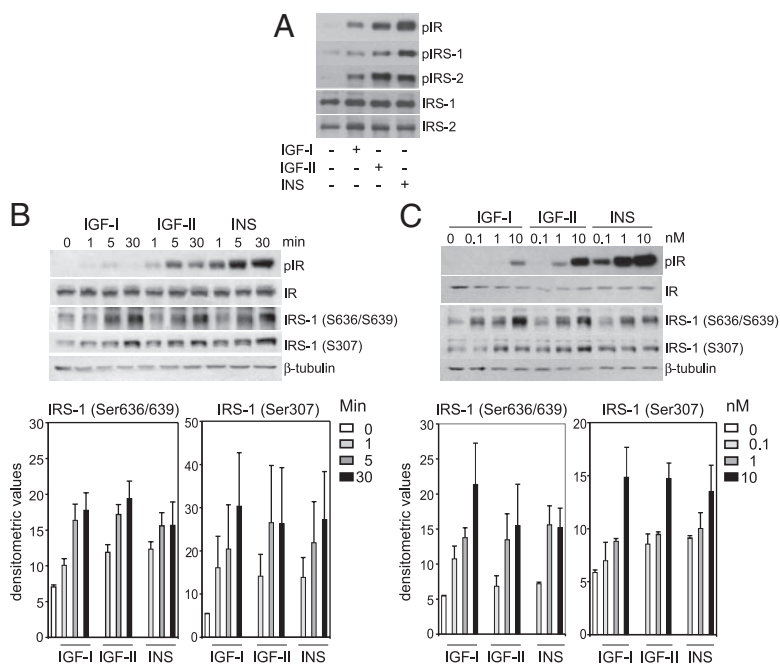 A
pIR
pIRS-1
pIRS-2
IRS-1
IRS-2
IGF-I - + - -
IGF-II - - + -
INS - - - +
B
IGF-I IGF-II INS
0 1 5 30 1 5 30 1 5 30 min
pIR
IR
IRS-1 (S636/S639)
IRS-1 (S307)
β-tubulin
IRS-1 (Ser636/639)
densitometric values
30
25
20
15
10
5
0
IGF-I IGF-II INS
IRS-1 (Ser307)
50
40
30
20
10
0
IGF-I IGF-II INS
Min
0
1
5
30
C
IGF-I IGF-II INS
0 0.1 1 10 0.1 1 10 0.1 1 10 nM
pIR
IR
IRS-1 (S636/S639)
IRS-1 (S307)
β-tubulin
IRS-1 (Ser636/639)
densitometric values
30
25
20
15
10
5
0
IGF-I IGF-II INS
IRS-1 (Ser307)
20
15
10
5
0
IGF-I IGF-II INS
nM
0
0.1
1
10